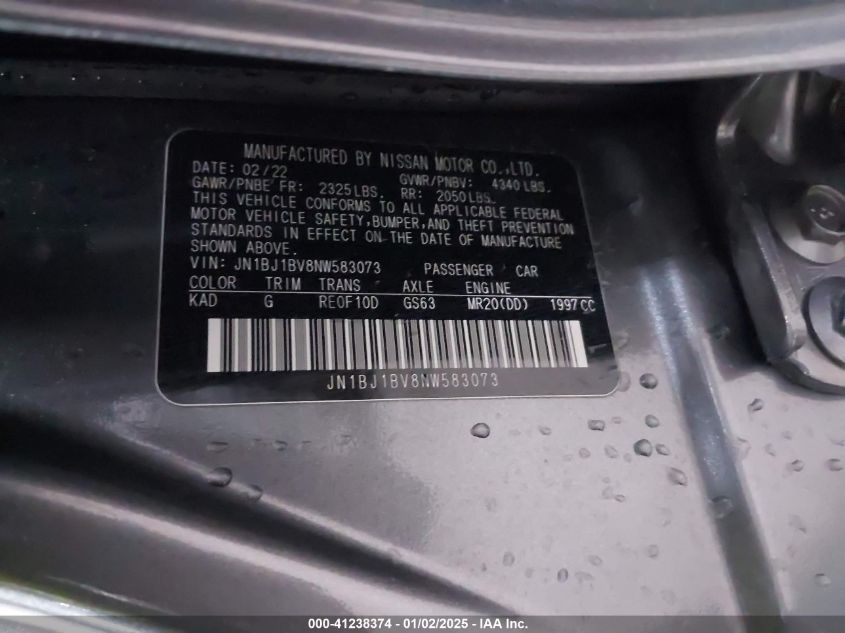 MANUFACTURED BY NISSAN MOTOR CO.,LTD.
DATE: 02/22 GVWR/PNBV: 4340 LBS.
GAWR/PNBE FR: 2325 LBS. RR: 2050 LBS.
THIS VEHICLE CONFORMS TO ALL APPLICABLE FEDERAL
MOTOR VEHICLE SAFETY, BUMPER, AND THEFT PREVENTION
STANDARDS IN EFFECT ON THE DATE OF MANUFACTURE
SHOWN ABOVE.
VIN: JN1BJ1BV8NW583073 PASSENGER CAR
COLOR TRIM TRANS AXLE ENGINE
KAD G RE0F10D GS63 MR20(DD) 1997 CC
JN1BJ1BV8NW583073
000-41238374 - 01/02/2025 - IAA Inc.